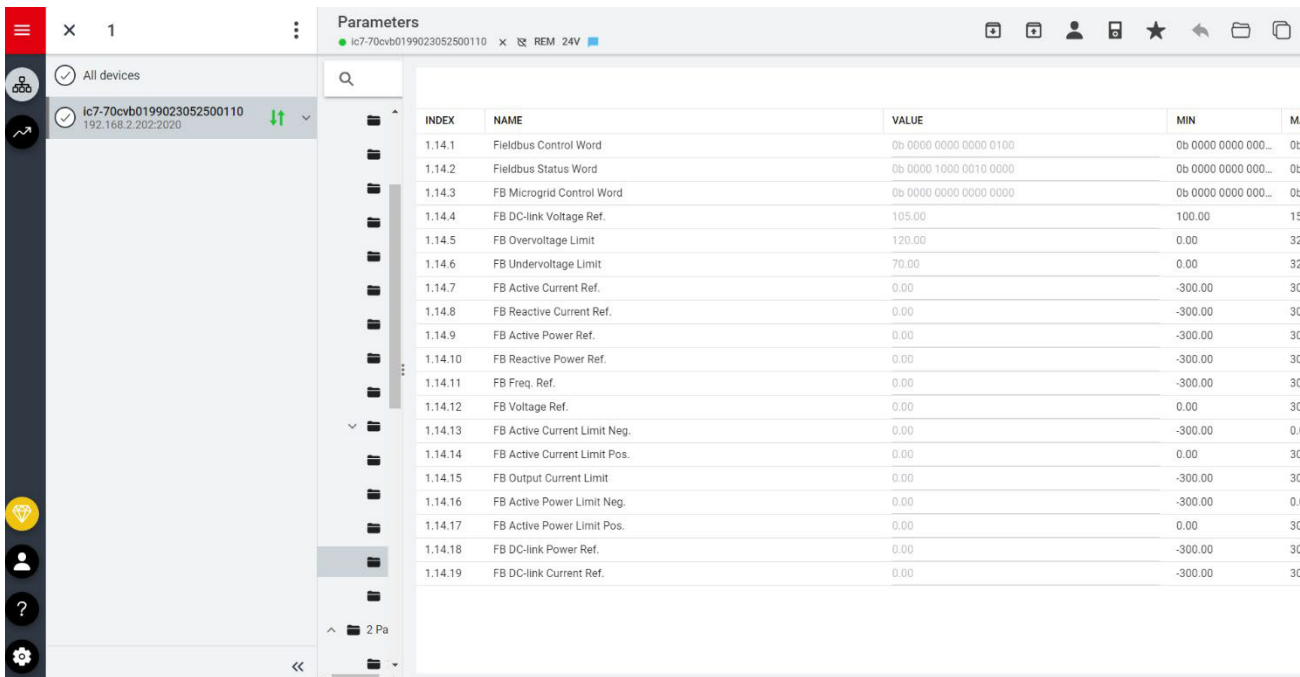 1
All devices
ic7-70cvb0199023052500110
192.168.2.202:2020
Parameters
ic7-70cvb0199023052500110 REM 24V
INDEX NAME VALUE MIN
1.14.1 Fieldbus Control Word 0b 0000 0000 0000 0100 0b 0000 0000 000...
1.14.2 Fieldbus Status Word 0b 0000 1000 0010 0000 0b 0000 0000 000...
1.14.3 FB Microgrid Control Word 0b 0000 0000 0000 0000 0b 0000 0000 000...
1.14.4 FB DC-link Voltage Ref. 105.00 100.00
1.14.5 FB Overvoltage Limit 120.00 0.00
1.14.6 FB Undervoltage Limit 70.00 0.00
1.14.7 FB Active Current Ref. 0.00 -300.00
1.14.8 FB Reactive Current Ref. 0.00 -300.00
1.14.9 FB Active Power Ref. 0.00 -300.00
1.14.10 FB Reactive Power Ref. 0.00 -300.00
1.14.11 FB Freq. Ref. 0.00 -300.00
1.14.12 FB Voltage Ref. 0.00 0.00
1.14.13 FB Active Current Limit Neg. 0.00 -300.00
1.14.14 FB Active Current Limit Pos. 0.00 0.00
1.14.15 FB Output Current Limit 0.00 -300.00
1.14.16 FB Active Power Limit Neg. 0.00 -300.00
1.14.17 FB Active Power Limit Pos. 0.00 0.00
1.14.18 FB DC-link Power Ref. 0.00 -300.00
1.14.19 FB DC-link Current Ref. 0.00 -300.00
2 Pa